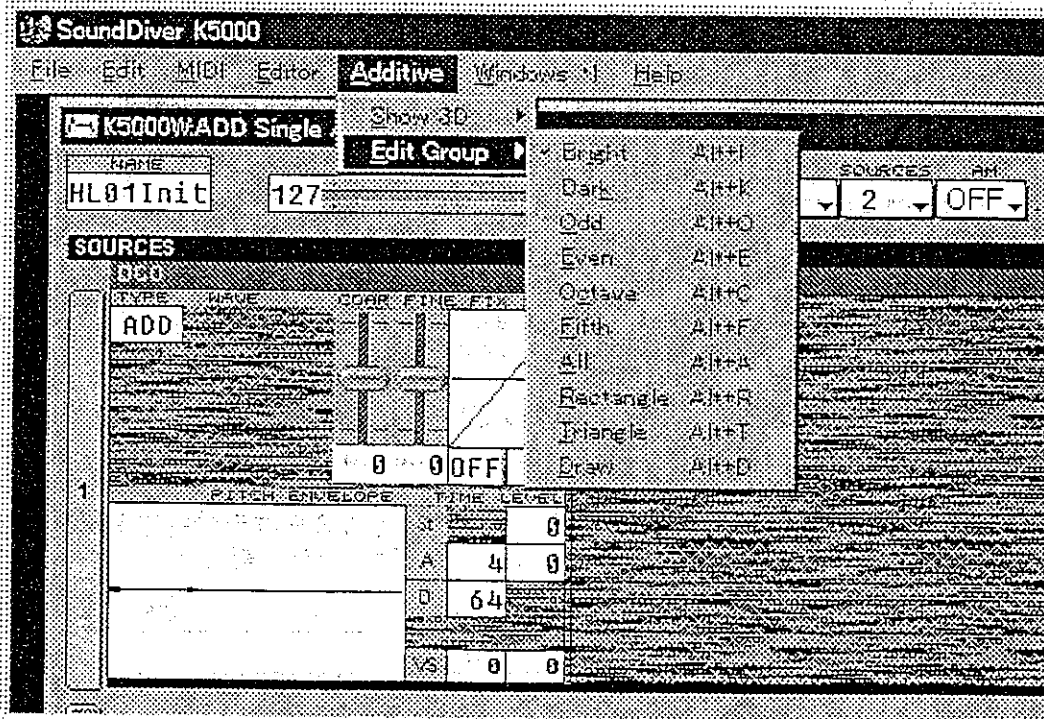 SoundDiver K5000
File Edit MIDI Editor Additive Windows Help
Show 3D
Edit Group
Bright Alt+I
Dark Alt+K
Odd Alt+O
Even Alt+E
Octave Alt+C
Fifth Alt+F
All Alt+A
Rectangle Alt+R
Triangle Alt+T
Draw Alt+D
K5000W:ADD Single
NAME
HL01Init
127
SOURCES
2
AM
OFF
SOURCES
DCO
TYPE WAVE COAR FINE FIX
ADD
0 0 OFF
1
PITCH ENVELOPE TIME LEVEL
0
A 4 0
D 64
VS 0 0